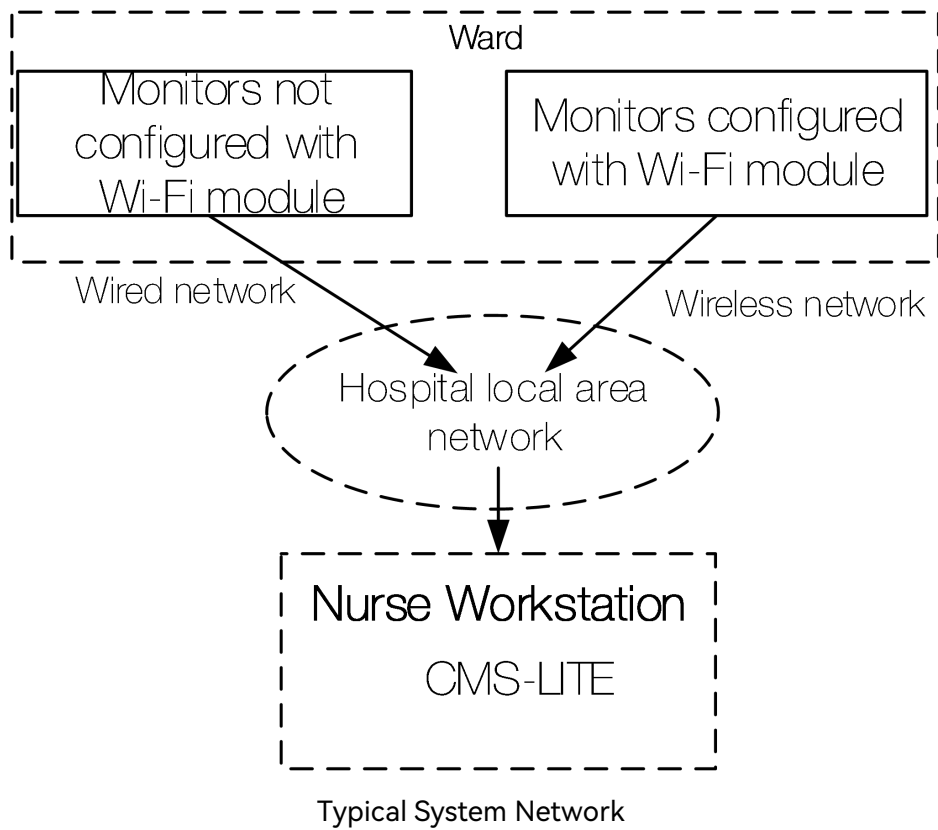 Ward
Monitors not
configured with
Wi-Fi module
Monitors configured
with Wi-Fi module
Wired network
Wireless network
Hospital local area
network
Nurse Workstation
CMS-LITE
Typical System Network